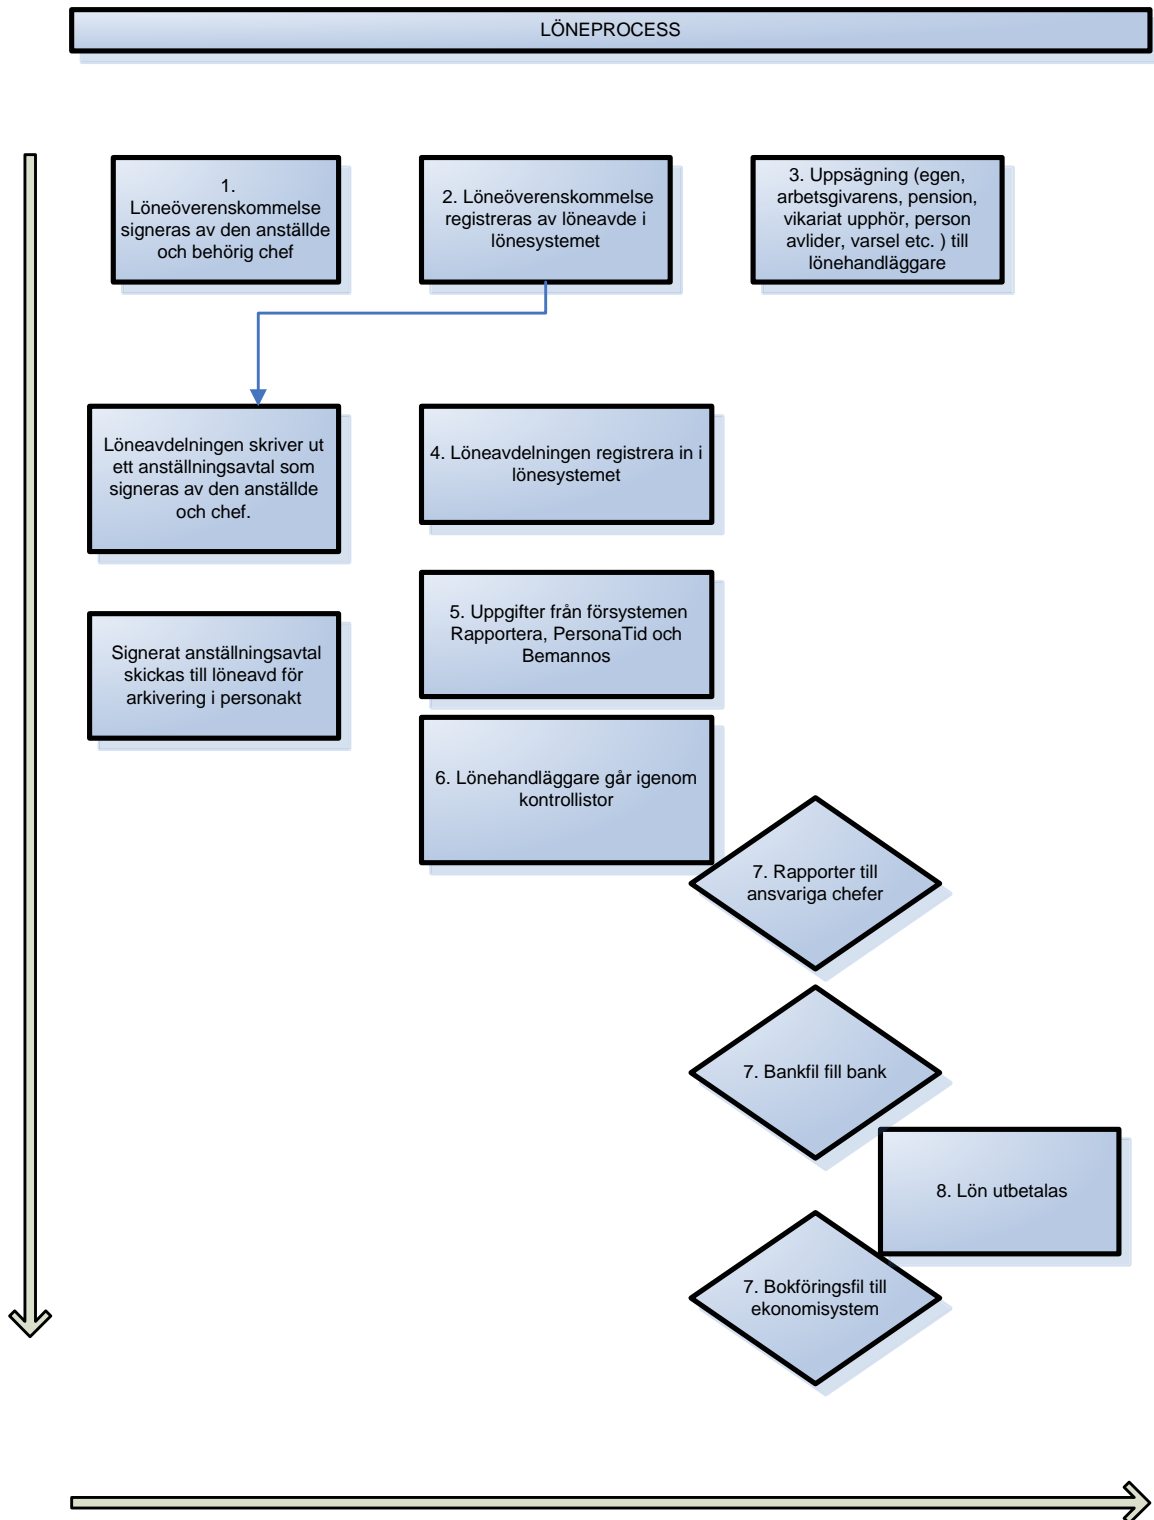 LÖNEPROCESS
1.
Löneöverenskommelse
signeras av den anställde
och behörig chef
2. Löneöverenskommelse
registreras av löneavde i
lönesystemet
3. Uppsägning (egen,
arbetsgivarens, pension,
vikariat upphör, person
avlider, varsel etc. ) till
lönehandläggare
Löneavdelningen skriver ut
ett anställningsavtal som
signeras av den anställde
och chef.
4. Löneavdelningen registrera in i
lönesystemet
5. Uppgifter från försystemen
Rapportera, PersonaTid och
Bemannos
Signerat anställningsavtal
skickas till löneavd för
arkivering i personakt
6. Lönehandläggare går igenom
kontrollistor
7. Rapporter till
ansvariga chefer
7. Bankfil fill bank
8. Lön utbetalas
7. Bokföringsfil till
ekonomisystem